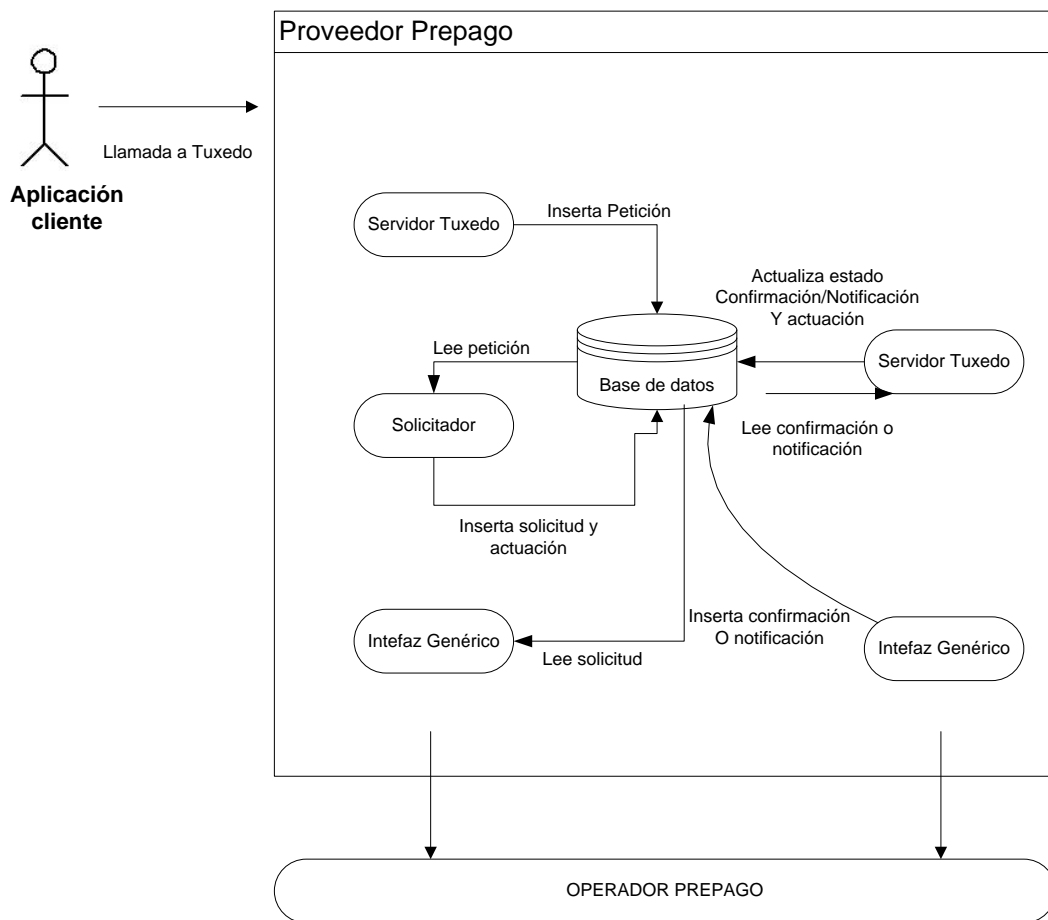 Proveedor Prepago
Llamada a Tuxedo
Aplicación
cliente
Servidor Tuxedo
Inserta Petición
Actualiza estado
Confirmación/Notificación
Y actuación
Servidor Tuxedo
Lee petición
Base de datos
Solicitador
Lee confirmación o
notificación
Inserta solicitud y
actuación
Intefaz Genérico
Lee solicitud
Inserta confirmación
O notificación
Intefaz Genérico
OPERADOR PREPAGO